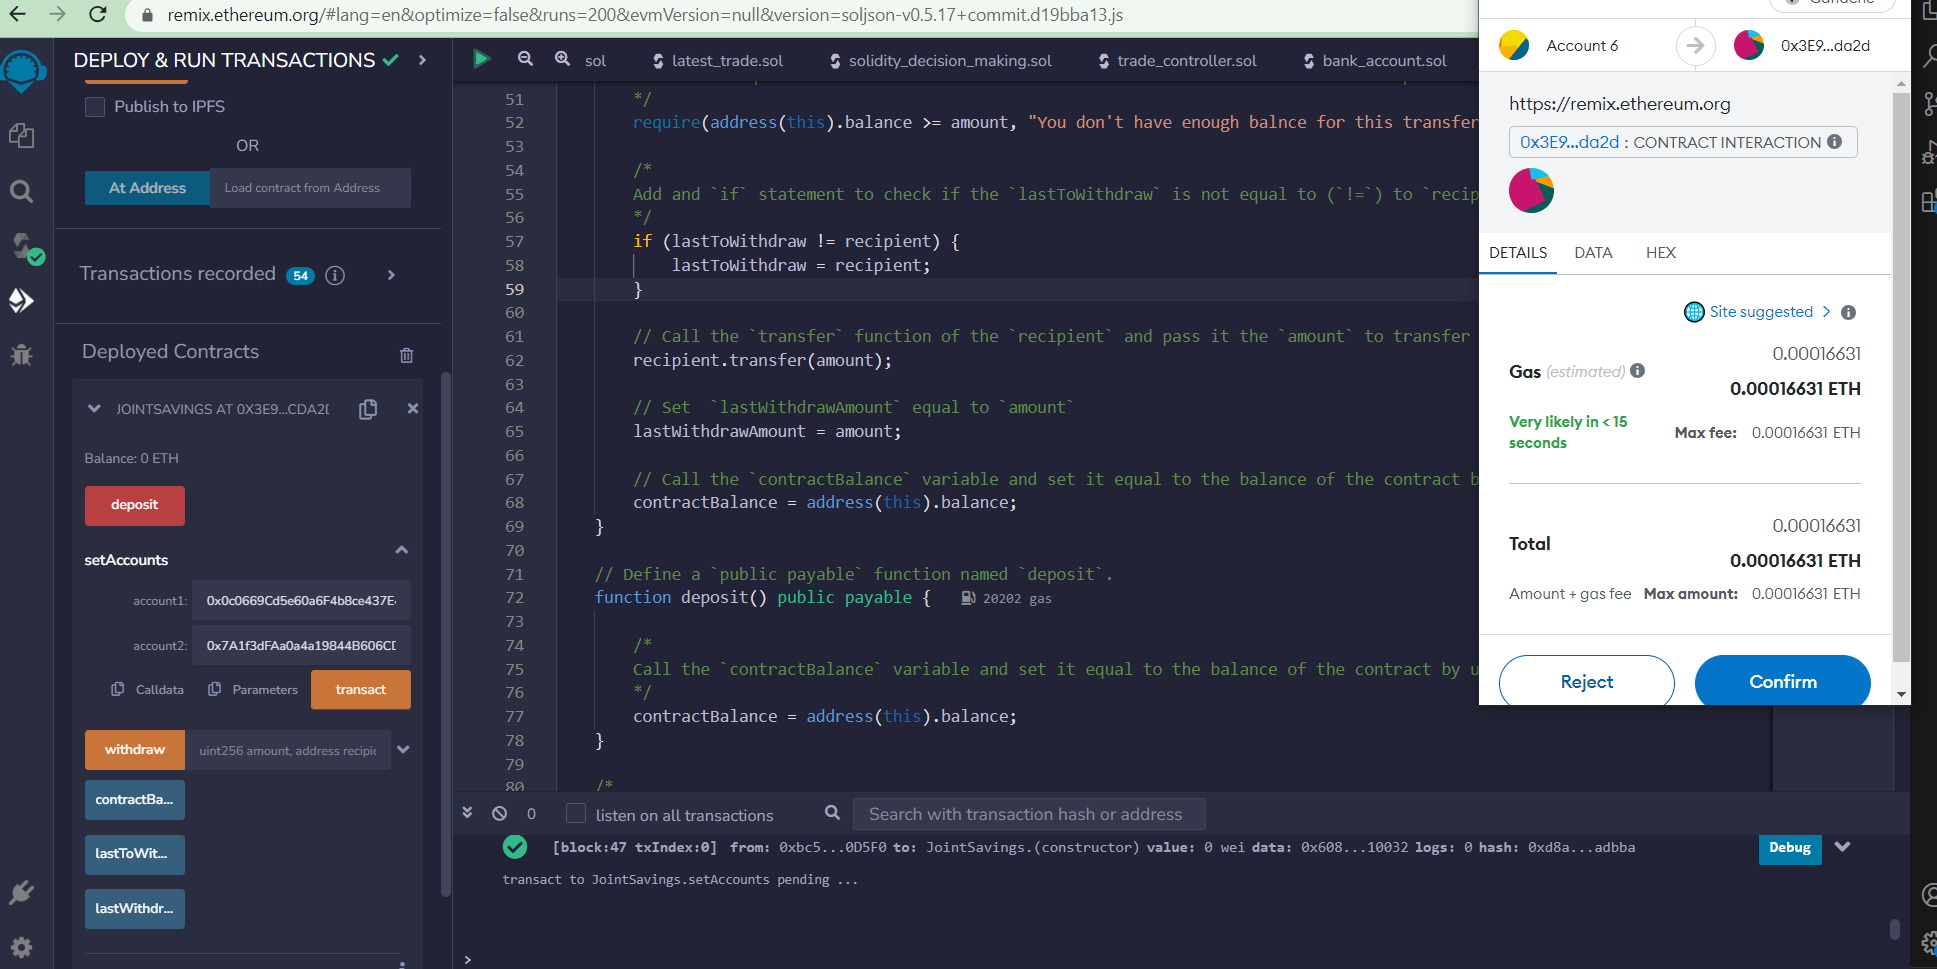 remix.ethereum.org/#lang=en&optimize=false&runs=200&evmVersion=null&version=soljson-v0.5.17+commit.d19bba13.js
DEPLOY & RUN TRANSACTIONS
Publish to IPFS
OR
At Address
Load contract from Address
Transactions recorded 54
Deployed Contracts
JOINTSAVINGS AT 0X3E9...CDA2
Balance: 0 ETH
deposit
setAccounts
account1: 0x0c0669Cd5e60a6F4b8ce437E
account2: 0x7A1f3dFAa0a4a19844B606C
Calldata
Parameters
transact
withdraw
uint256 amount, address recipi
contractBa...
lastToWit...
lastWithdr...
sol
latest_trade.sol
solidity_decision_making.sol
trade_controller.sol
bank_account.sol
51 */
52 require(address(this).balance >= amount, "You don't have enough balnce for this transfer
53
54 /*
55 Add and `if` statement to check if the `lastToWithdraw` is not equal to (`!=`) to `recip
56 */
57 if (lastToWithdraw != recipient) {
58 lastToWithdraw = recipient;
59 }
60
61 // Call the `transfer` function of the `recipient` and pass it the `amount` to transfer
62 recipient.transfer(amount);
63
64 // Set  `lastWithdrawAmount` equal to `amount`
65 lastWithdrawAmount = amount;
66
67 // Call the `contractBalance` variable and set it equal to the balance of the contract b
68 contractBalance = address(this).balance;
69 }
70
71 // Define a `public payable` function named `deposit`.
72 function deposit() public payable { 20202 gas
73
74 /*
75 Call the `contractBalance` variable and set it equal to the balance of the contract by u
76 */
77 contractBalance = address(this).balance;
78 }
79
80 /*
0
listen on all transactions
Search with transaction hash or address
[block:47 txIndex:0] from: 0xbc5...0D5F0 to: JointSavings.(constructor) value: 0 wei data: 0x608...10032 logs: 0 hash: 0xd8a...adbba
Debug
transact to JointSavings.setAccounts pending ...
>
Account 6
0x3E9...da2d
https://remix.ethereum.org
0x3E9...da2d : CONTRACT INTERACTION
DETAILS
DATA
HEX
Site suggested
0.00016631
Gas (estimated)
0.00016631 ETH
Very likely in < 15
seconds
Max fee: 0.00016631 ETH
0.00016631
Total
0.00016631 ETH
Amount + gas fee
Max amount: 0.00016631 ETH
Reject
Confirm